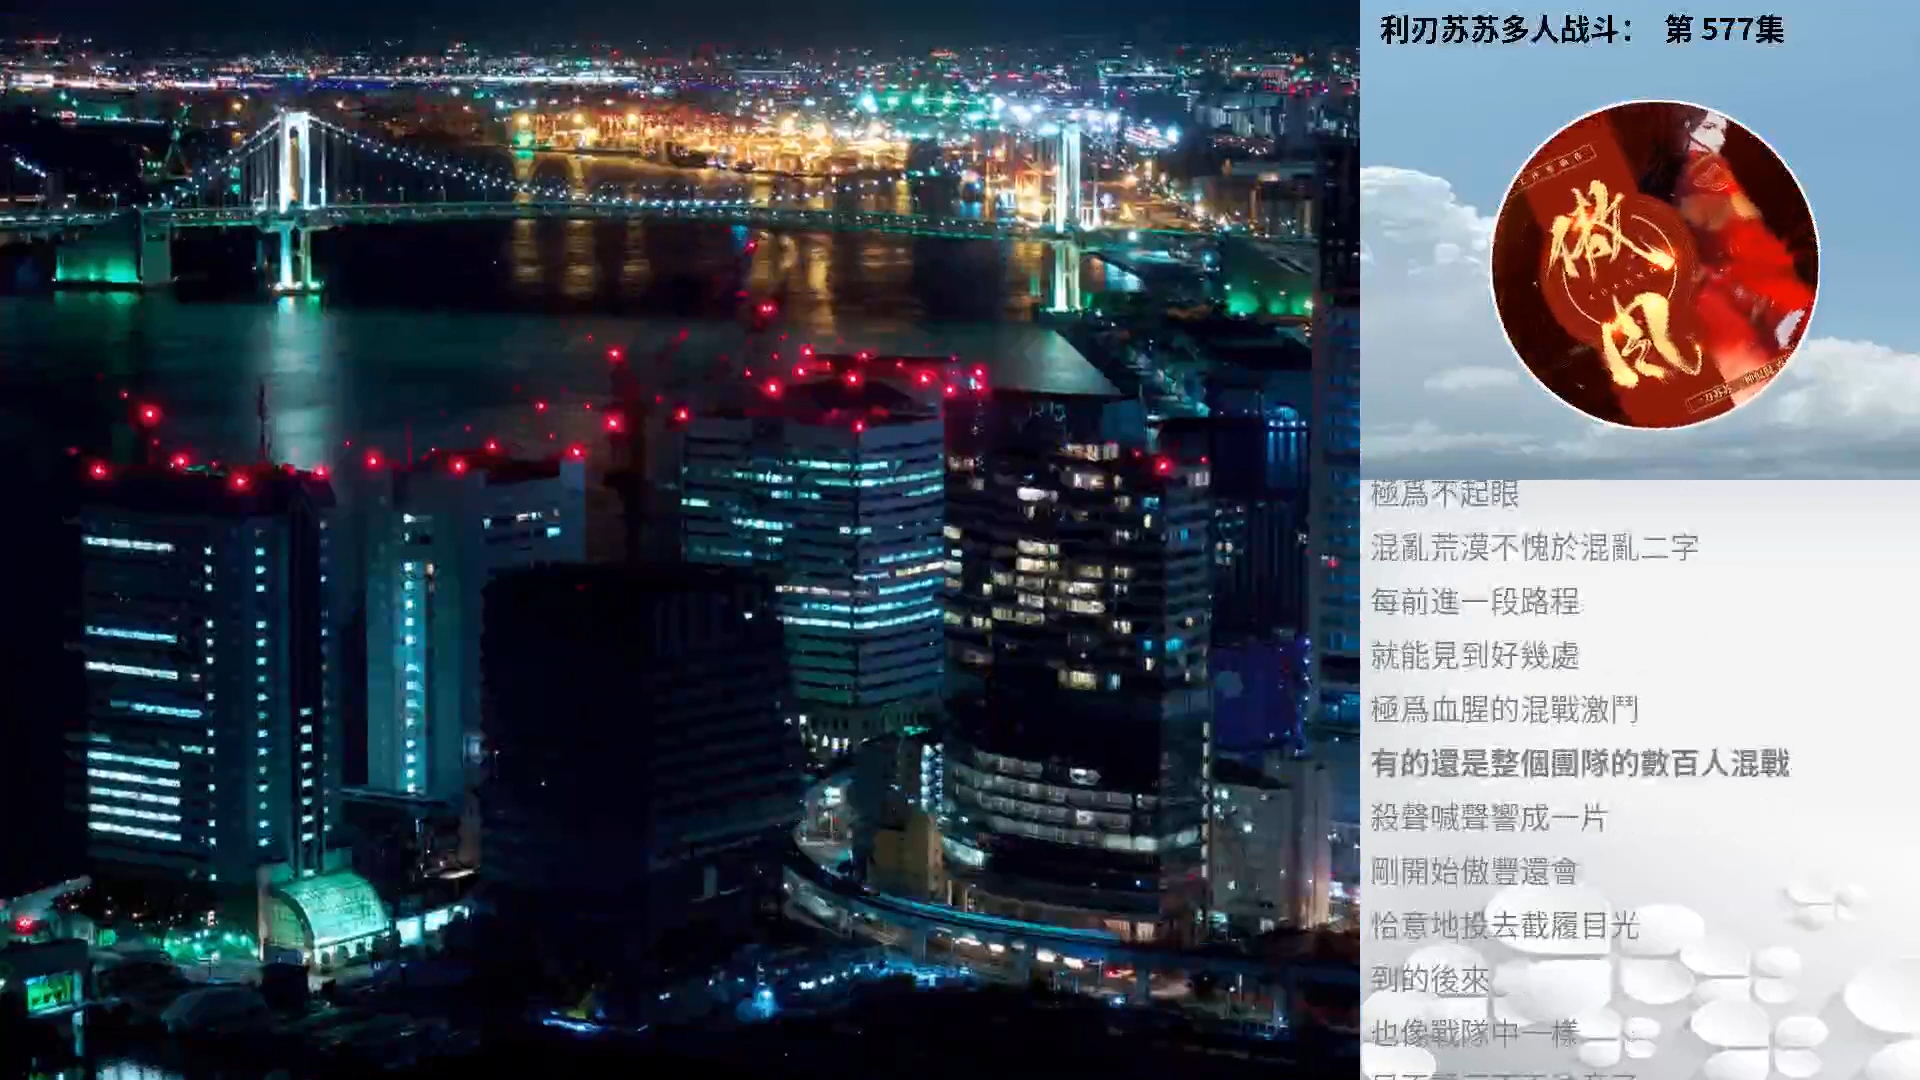 利刃苏苏多人战斗： 第 577集
傲
風
極爲不起眼
混亂荒漠不愧於混亂二字
每前進一段路程
就能見到好幾處
極爲血腥的混戰激鬥
有的還是整個團隊的數百人混戰
殺聲喊聲響成一片
剛開始傲豐還會
恰意地投去截履目光
到的後來
也像戰隊中一樣